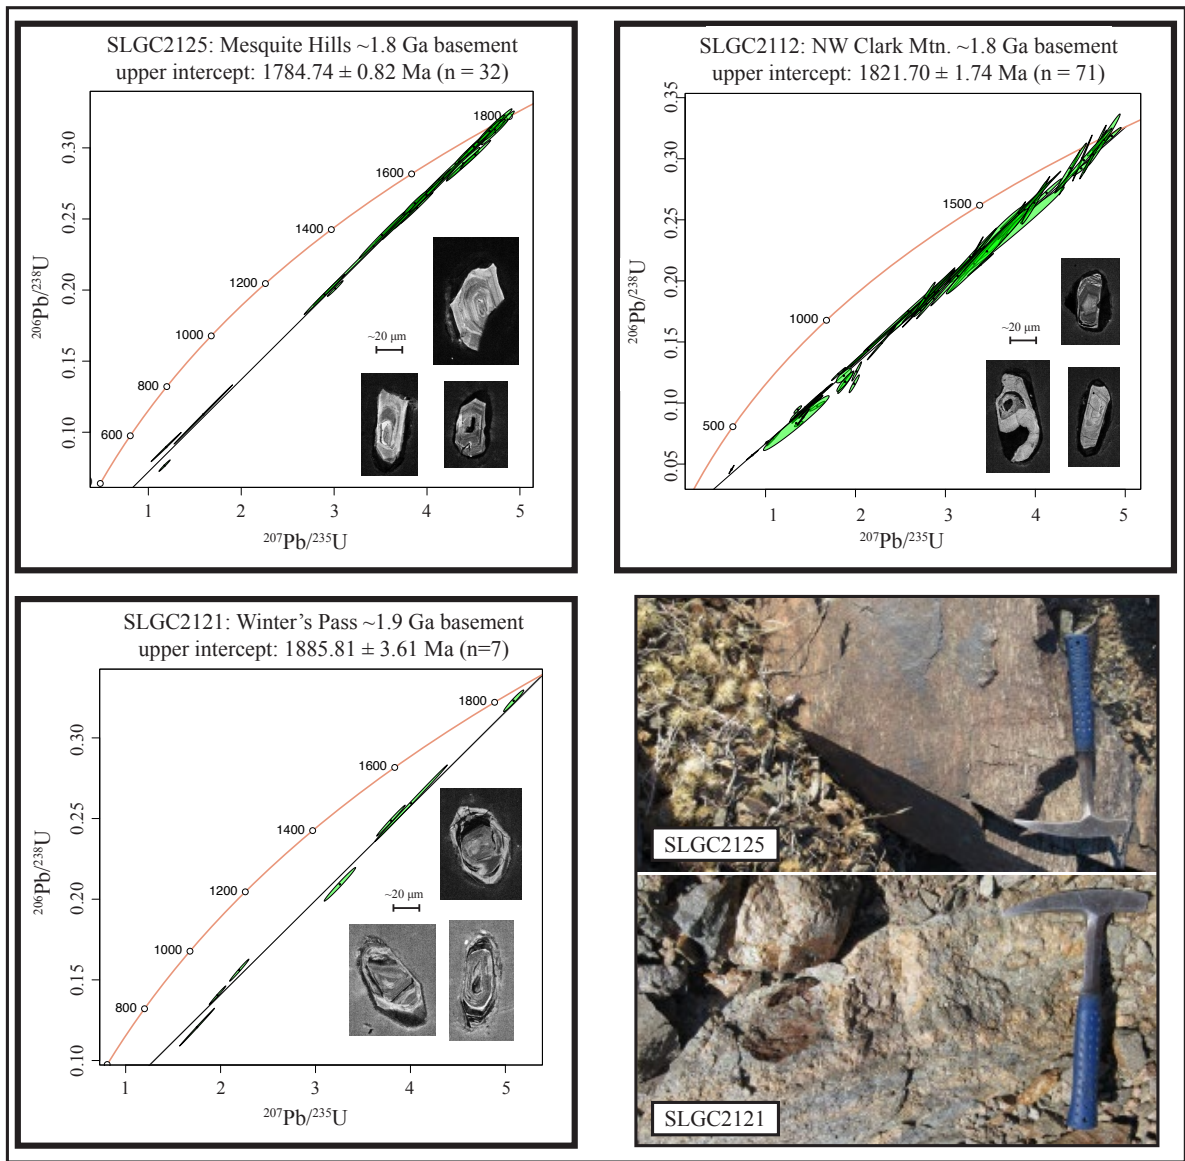 SLGC2125: Mesquite Hills ~1.8 Ga basement
upper intercept: 1784.74 ± 0.82 Ma (n = 32)
0.30
0.25
0.20
0.15
0.10
²⁰⁶Pb/²³⁸U
1800
1600
1400
1200
1000
800
600
~20 μm
1 2 3 4 5
²⁰⁷Pb/²³⁵U
SLGC2112: NW Clark Mtn. ~1.8 Ga basement
upper intercept: 1821.70 ± 1.74 Ma (n = 71)
0.35
0.30
0.25
0.20
0.15
0.10
0.05
²⁰⁶Pb/²³⁸U
1500
1000
500
~20 μm
1 2 3 4 5
²⁰⁷Pb/²³⁵U
SLGC2121: Winter’s Pass ~1.9 Ga basement
upper intercept: 1885.81 ± 3.61 Ma (n=7)
0.30
0.25
0.20
0.15
0.10
²⁰⁶Pb/²³⁸U
1800
1600
1400
1200
1000
800
~20 μm
1 2 3 4 5
²⁰⁷Pb/²³⁵U
SLGC2125
SLGC2121